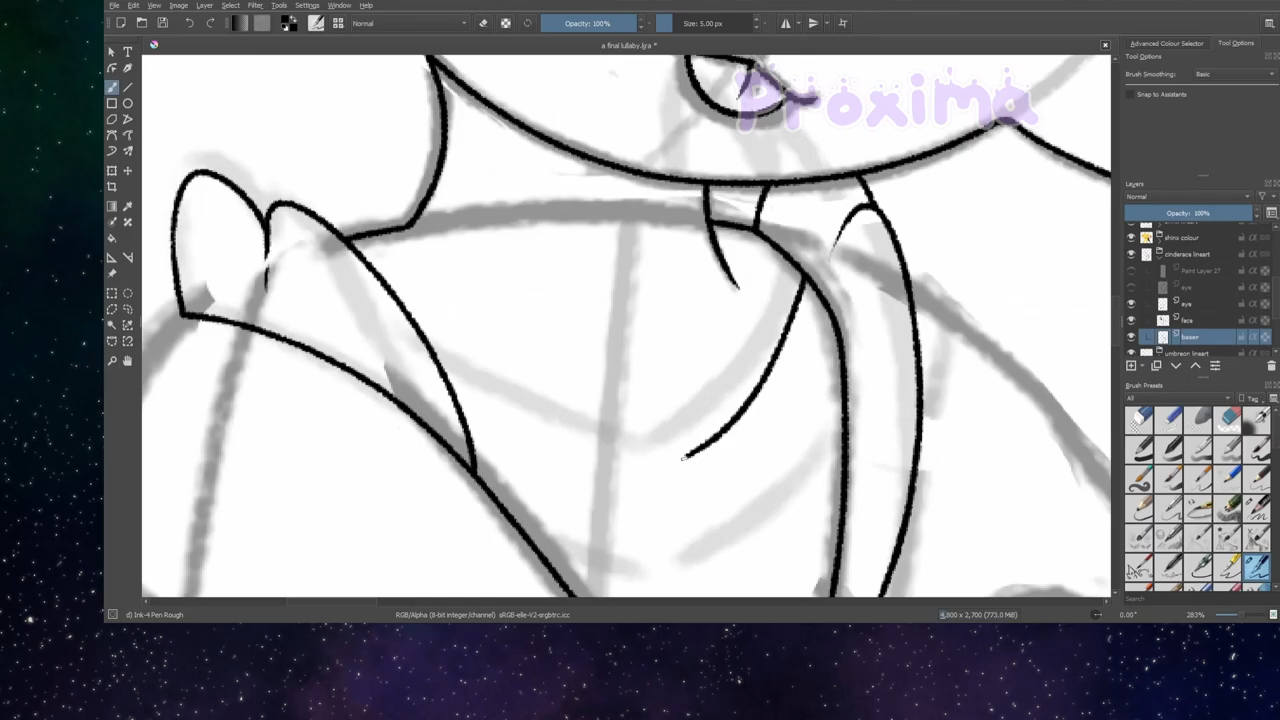 File Edit View Image Layer Select Filter Tools Settings Window Help
Normal Opacity: 100% Size: 5.00 px
a final lullaby.kra *
Proxima
Advanced Colour Selector Tool Options
Tool Options
Brush Smoothing: Basic
Snap to Assistants
Layers
Normal
Opacity: 100%
shinx colour
cinderace lineart
Paint Layer 27
eye
eye
face
baser
umbreon lineart
Brush Presets
All Tag
Search
d) Ink-4 Pen Rough RGB/Alpha (8-bit integer/channel) sRGB-elle-V2-srgbtrc.icc 4,800 x 2,700 (773.0 MiB) 0.00° 283%